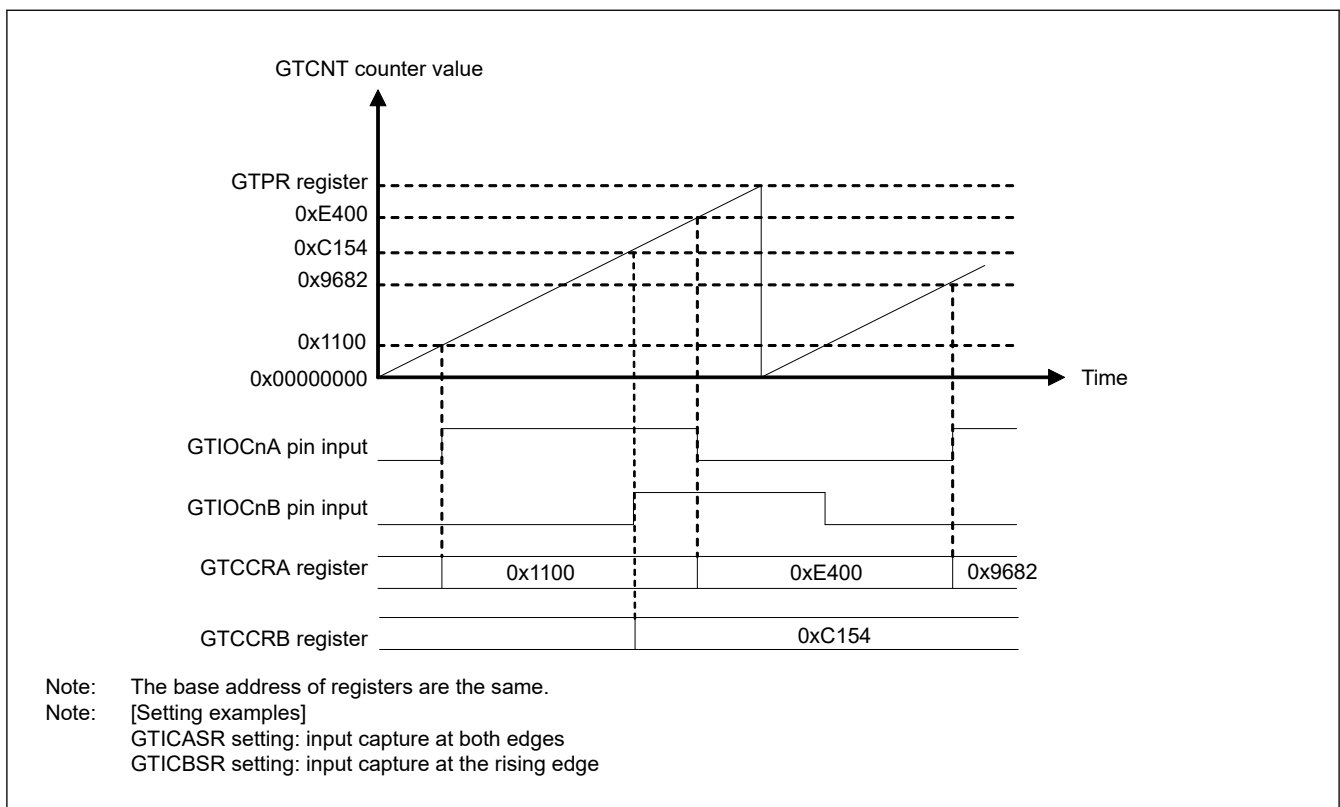 GTCNT counter value
GTPR register
0xE400
0xC154
0x9682
0x1100
0x00000000
Time
GTIOCnA pin input
GTIOCnB pin input
GTCCRA register 0x1100 0xE400 0x9682
GTCCRB register 0xC154
Note: The base address of registers are the same.
Note: [Setting examples]
GTICASR setting: input capture at both edges
GTICBSR setting: input capture at the rising edge